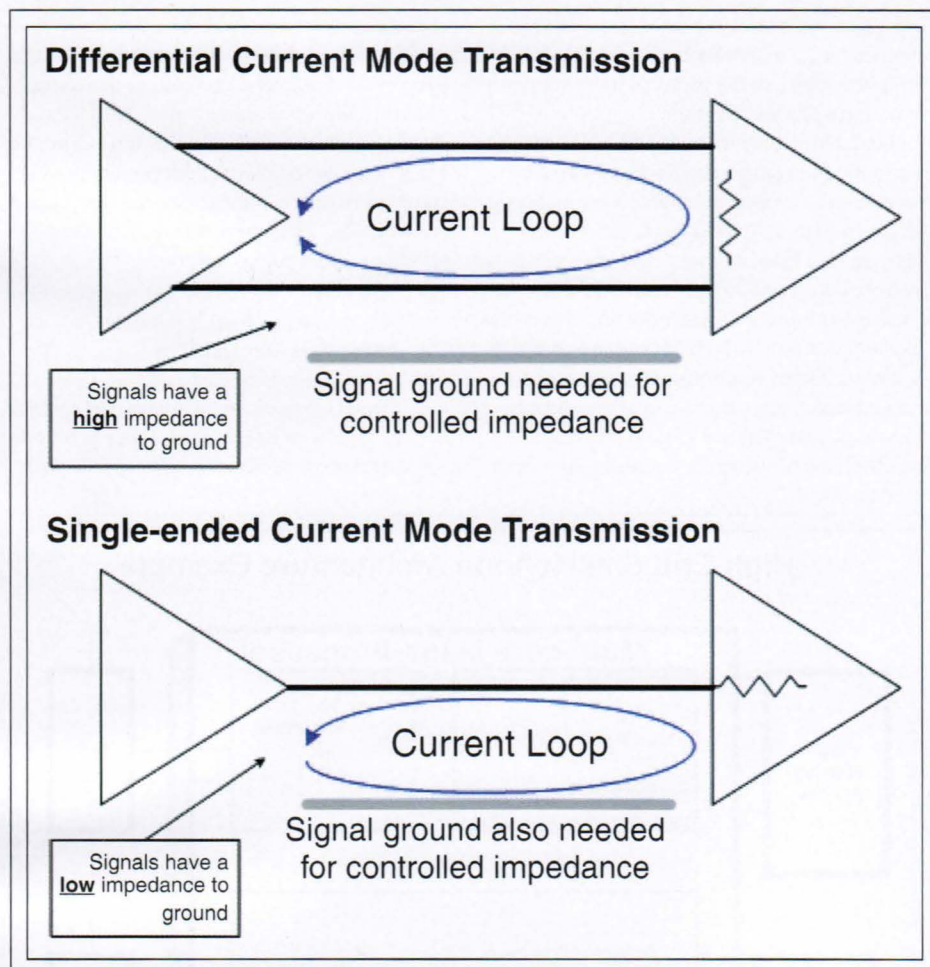 Differential Current Mode Transmission
Current Loop
Signals have a
high impedance
to ground
Signal ground needed for
controlled impedance
Single-ended Current Mode Transmission
Current Loop
Signals have a
low impedance to
ground
Signal ground also needed
for controlled impedance